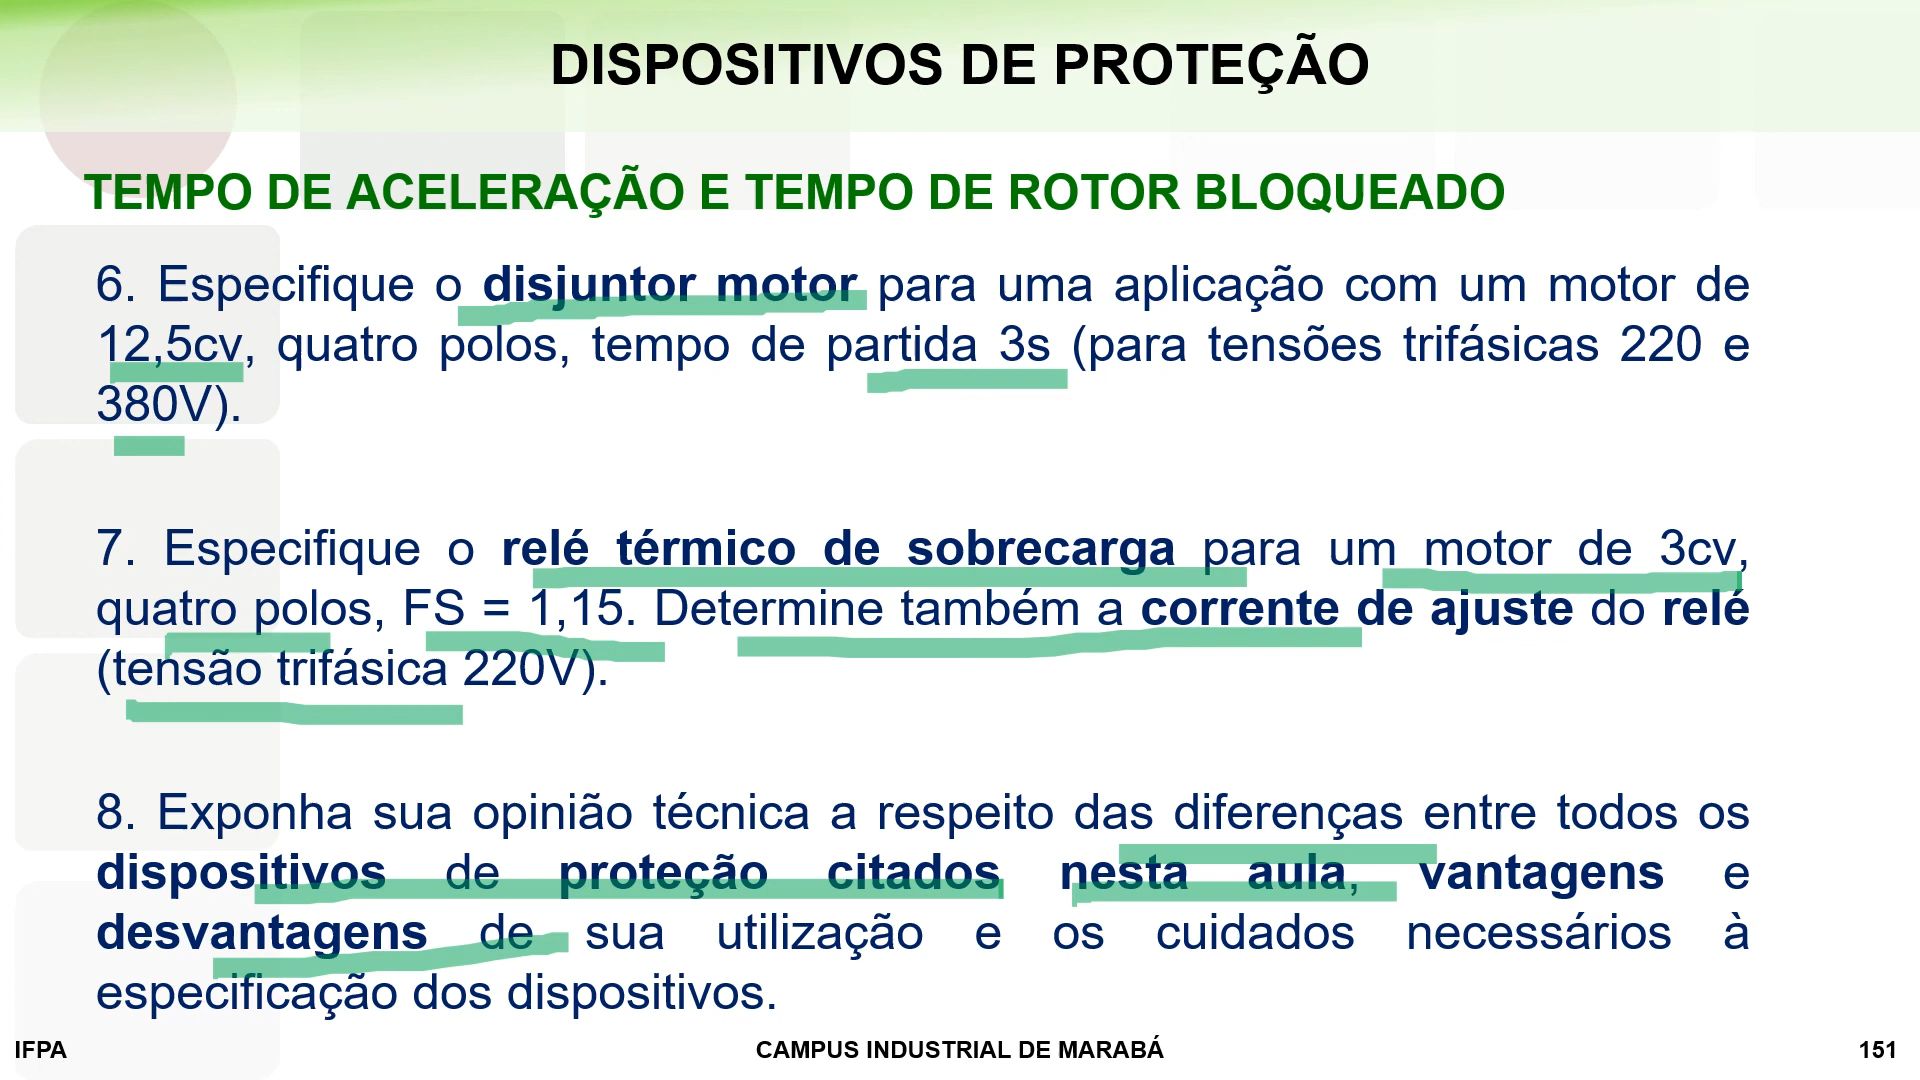 DISPOSITIVOS DE PROTEÇÃO
TEMPO DE ACELERAÇÃO E TEMPO DE ROTOR BLOQUEADO
6. Especifique o disjuntor motor para uma aplicação com um motor de
12,5cv, quatro polos, tempo de partida 3s (para tensões trifásicas 220 e
380V).
7. Especifique o relé térmico de sobrecarga para um motor de 3cv,
quatro polos, FS = 1,15. Determine também a corrente de ajuste do relé
(tensão trifásica 220V).
8. Exponha sua opinião técnica a respeito das diferenças entre todos os
dispositivos de proteção citados nesta aula, vantagens e
desvantagens de sua utilização e os cuidados necessários à
especificação dos dispositivos.
IFPA
CAMPUS INDUSTRIAL DE MARABÁ
151